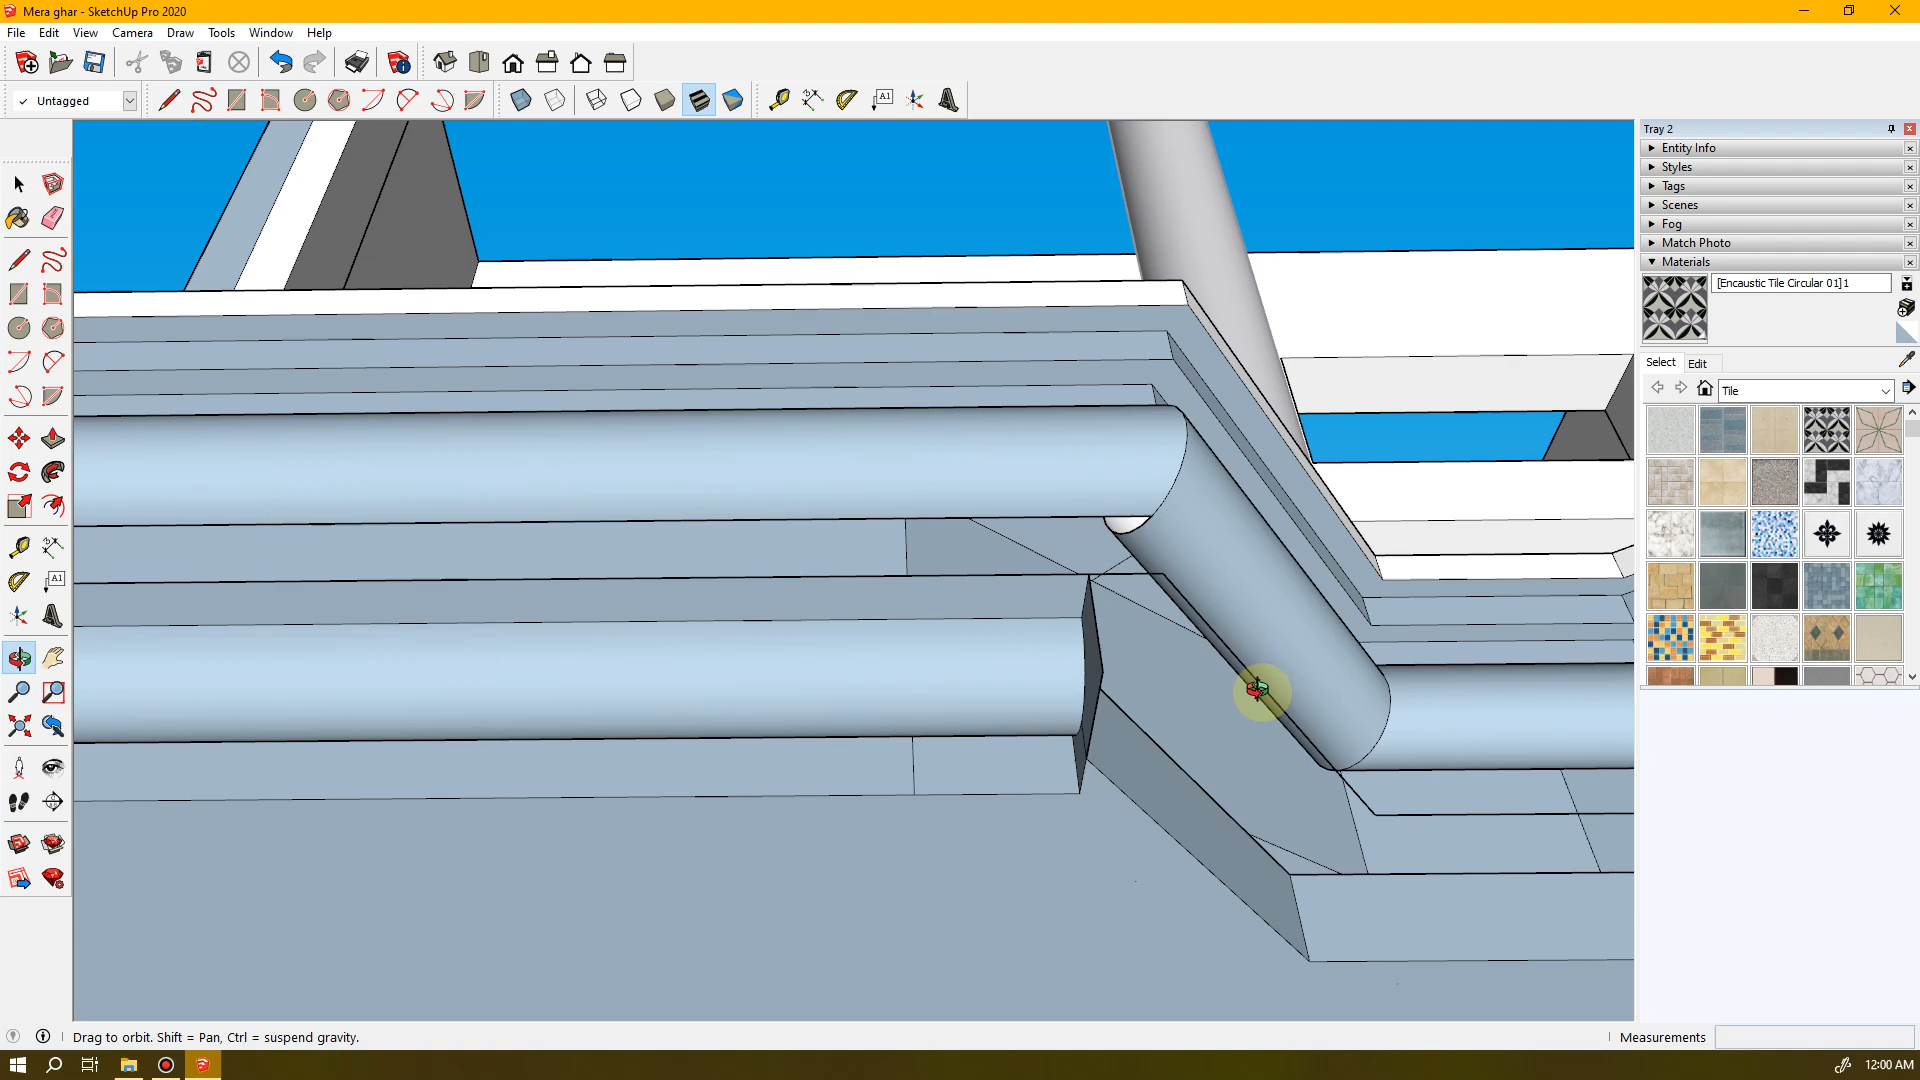 Mera ghar - SketchUp Pro 2020
File Edit View Camera Draw Tools Window Help
Untagged
A1
Tray 2
Entity Info
Styles
Tags
Scenes
Fog
Match Photo
Materials
[Encaustic Tile Circular 01]1
Select Edit
Tile
A1
Drag to orbit. Shift = Pan, Ctrl = suspend gravity.
Measurements
12:00 AM